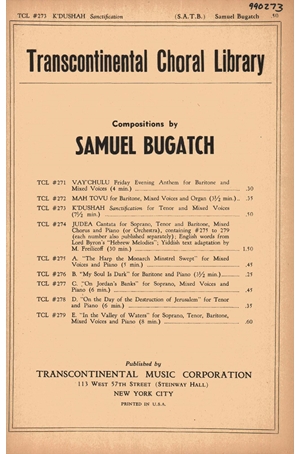 990273
TCL #273 K'DUSHAH Sanctification (S.A.T.B.) Samuel Bugatch .50
Transcontinental Choral Library
Compositions by
SAMUEL BUGATCH
TCL #271 VAY'CHULU Friday Evening Anthem for Baritone and
Mixed Voices (4 min.) .30
TCL #272 MAH TOVU for Baritone, Mixed Voices and Organ (3½ min.) .35
TCL #273 K'DUSHAH Sanctification for Tenor and Mixed Voices
(7½ min.) .50
TCL #274 JUDEA Cantata for Soprano, Tenor and Baritone, Mixed
Chorus and Piano (or Orchestra), containing #275 to 279
(each number also published separately); English words from
Lord Byron's "Hebrew Melodies"; Yiddish text adaptation by
M. Freilicoff (30 min.) 1.50
TCL #275 A. "The Harp the Monarch Minstrel Swept" for Mixed
Voices and Piano (5 min.) .45
TCL #276 B. "My Soul Is Dark" for Baritone and Piano (3½ min.) .25
TCL #277 C. "On Jordan's Banks" for Soprano, Mixed Voices and
Piano (6 min.) .45
TCL #278 D. "On the Day of the Destruction of Jerusalem" for Tenor
and Piano (6 min.) .35
TCL #279 E. "In the Valley of Waters" for Soprano, Tenor, Baritone,
Mixed Voices and Piano (8 min.) .60
Published by
TRANSCONTINENTAL MUSIC CORPORATION
113 WEST 57TH STREET (STEINWAY HALL)
NEW YORK CITY
PRINTED IN U.S.A.